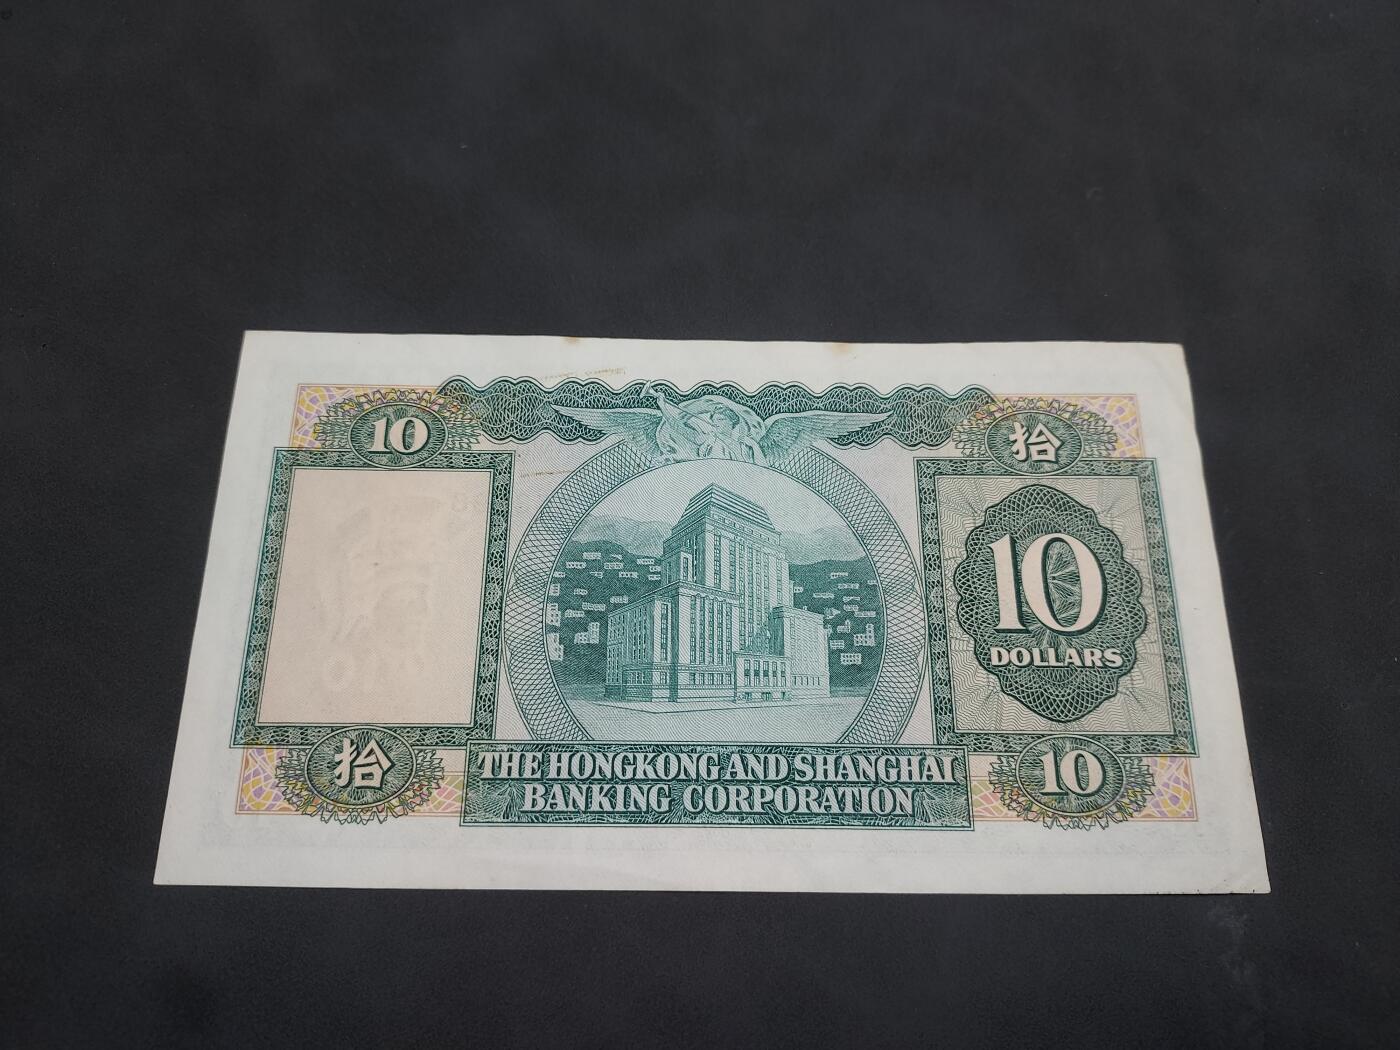 10
拾
10
DOLLARS
拾
10
THE HONGKONG AND SHANGHAI
BANKING CORPORATION